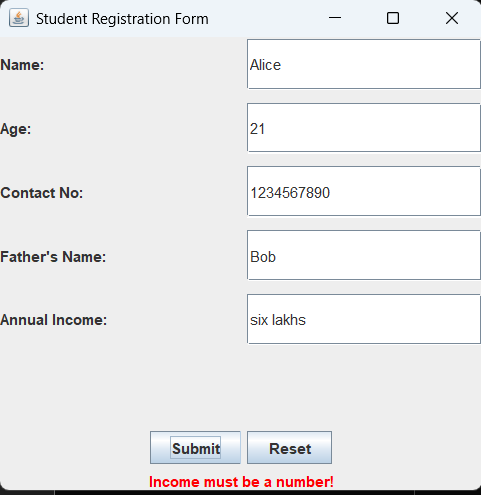 Student Registration Form
Name: Alice
Age: 21
Contact No: 1234567890
Father's Name: Bob
Annual Income: six lakhs
Submit Reset
Income must be a number!